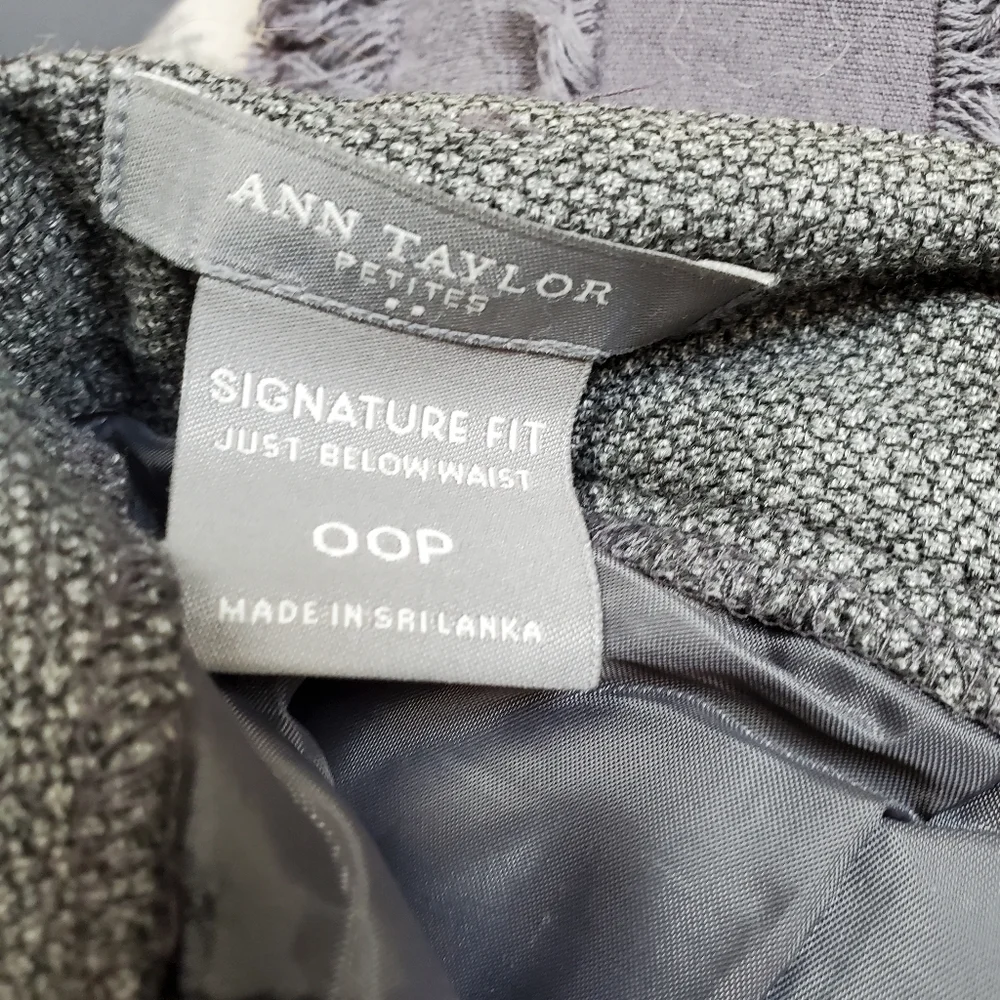 ANN TAYLOR
PETITES
SIGNATURE FIT
JUST BELOW WAIST
00P
MADE IN SRI LANKA